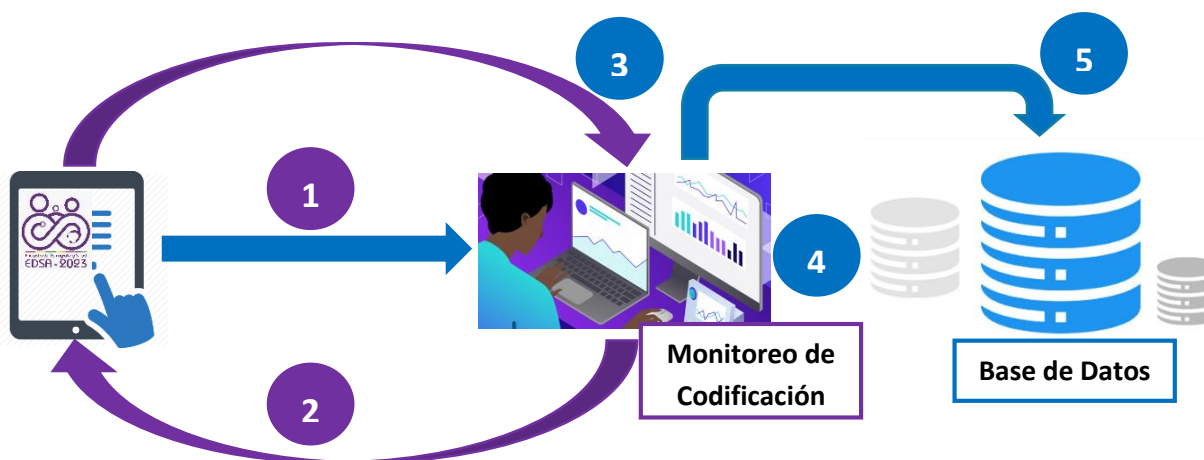 3
5
1
4
EDSA - 2023
Monitoreo de
Codificación
Base de Datos
2